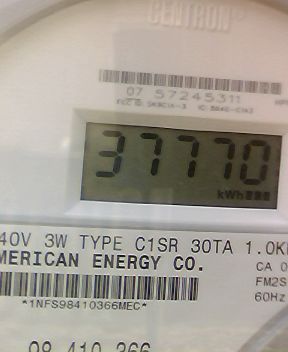 CENTRON®
07 57245311
37770
kWh
40V 3W TYPE C1SR 30TA 1.0K
MERICAN ENERGY CO.
CA 0
FM2S
60Hz
*1NFS98410366MEC*
98 410 366